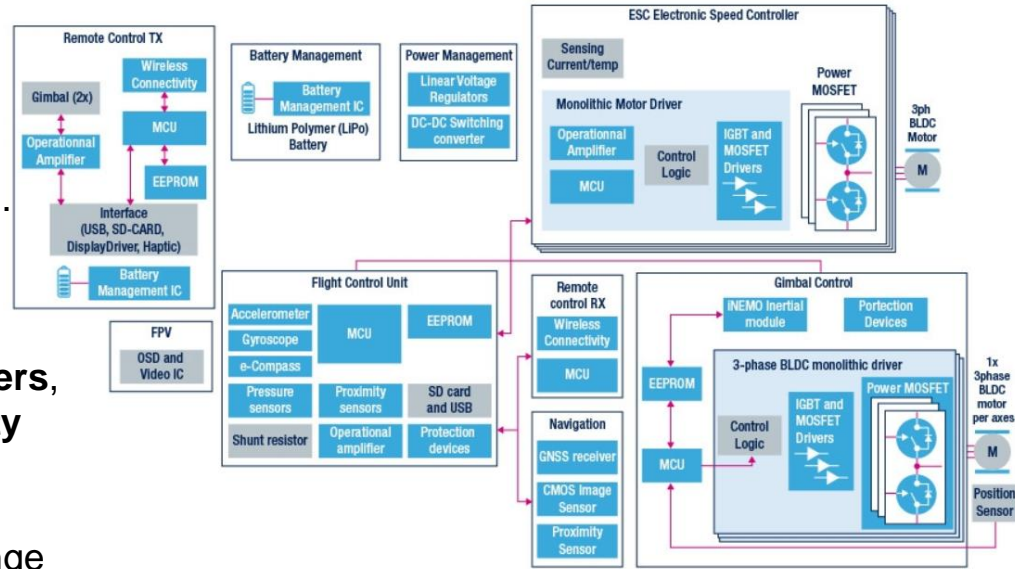 Remote Control TX
Wireless
Connectivity
Gimbal (2x)
MCU
Operationnal
Amplifier
EEPROM
Interface
(USB, SD-CARD,
DisplayDriver, Haptic)
Battery
Management IC
Battery Management
Battery
Management IC
Lithium Polymer (LiPo)
Battery
Power Management
Linear Voltage
Regulators
DC-DC Switching
converter
ESC Electronic Speed Controller
Sensing
Current/temp
Power
MOSFET
Monolithic Motor Driver
Operationnal
Amplifier
MCU
Control
Logic
IGBT and
MOSFET
Drivers
3ph
BLDC
Motor
M
.
ers,
y
nge
FPV
OSD and
Video IC
Flight Control Unit
Accelerometer
Gyroscope
e-Compass
MCU
EEPROM
Pressure
sensors
Proximity
sensors
SD card
and USB
Shunt resistor
Operational
amplifier
Protection
devices
Remote
control RX
Wireless
Connectivity
MCU
Navigation
GNSS receiver
CMOS Image
Sensor
Proximity
Sensor
Gimbal Control
iNEMO Inertial
module
Portection
Devices
EEPROM
MCU
3-phase BLDC monolithic driver
Control
Logic
IGBT and
MOSFET
Drivers
Power MOSFET
1x
3phase
BLDC
motor
per axes
M
Position
Sensor